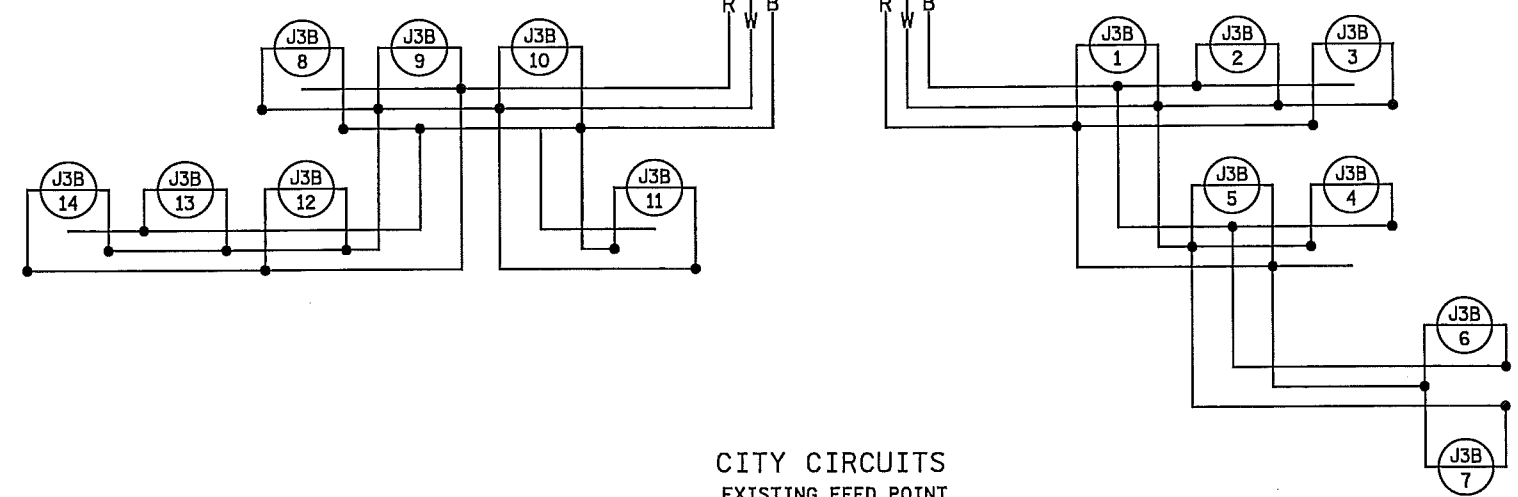 R W B
R W B
J3B
8
J3B
9
J3B
10
J3B
1
J3B
2
J3B
3
J3B
14
J3B
13
J3B
12
J3B
11
J3B
5
J3B
4
J3B
6
J3B
7
CITY CIRCUITS
EXISTING FEED POINT